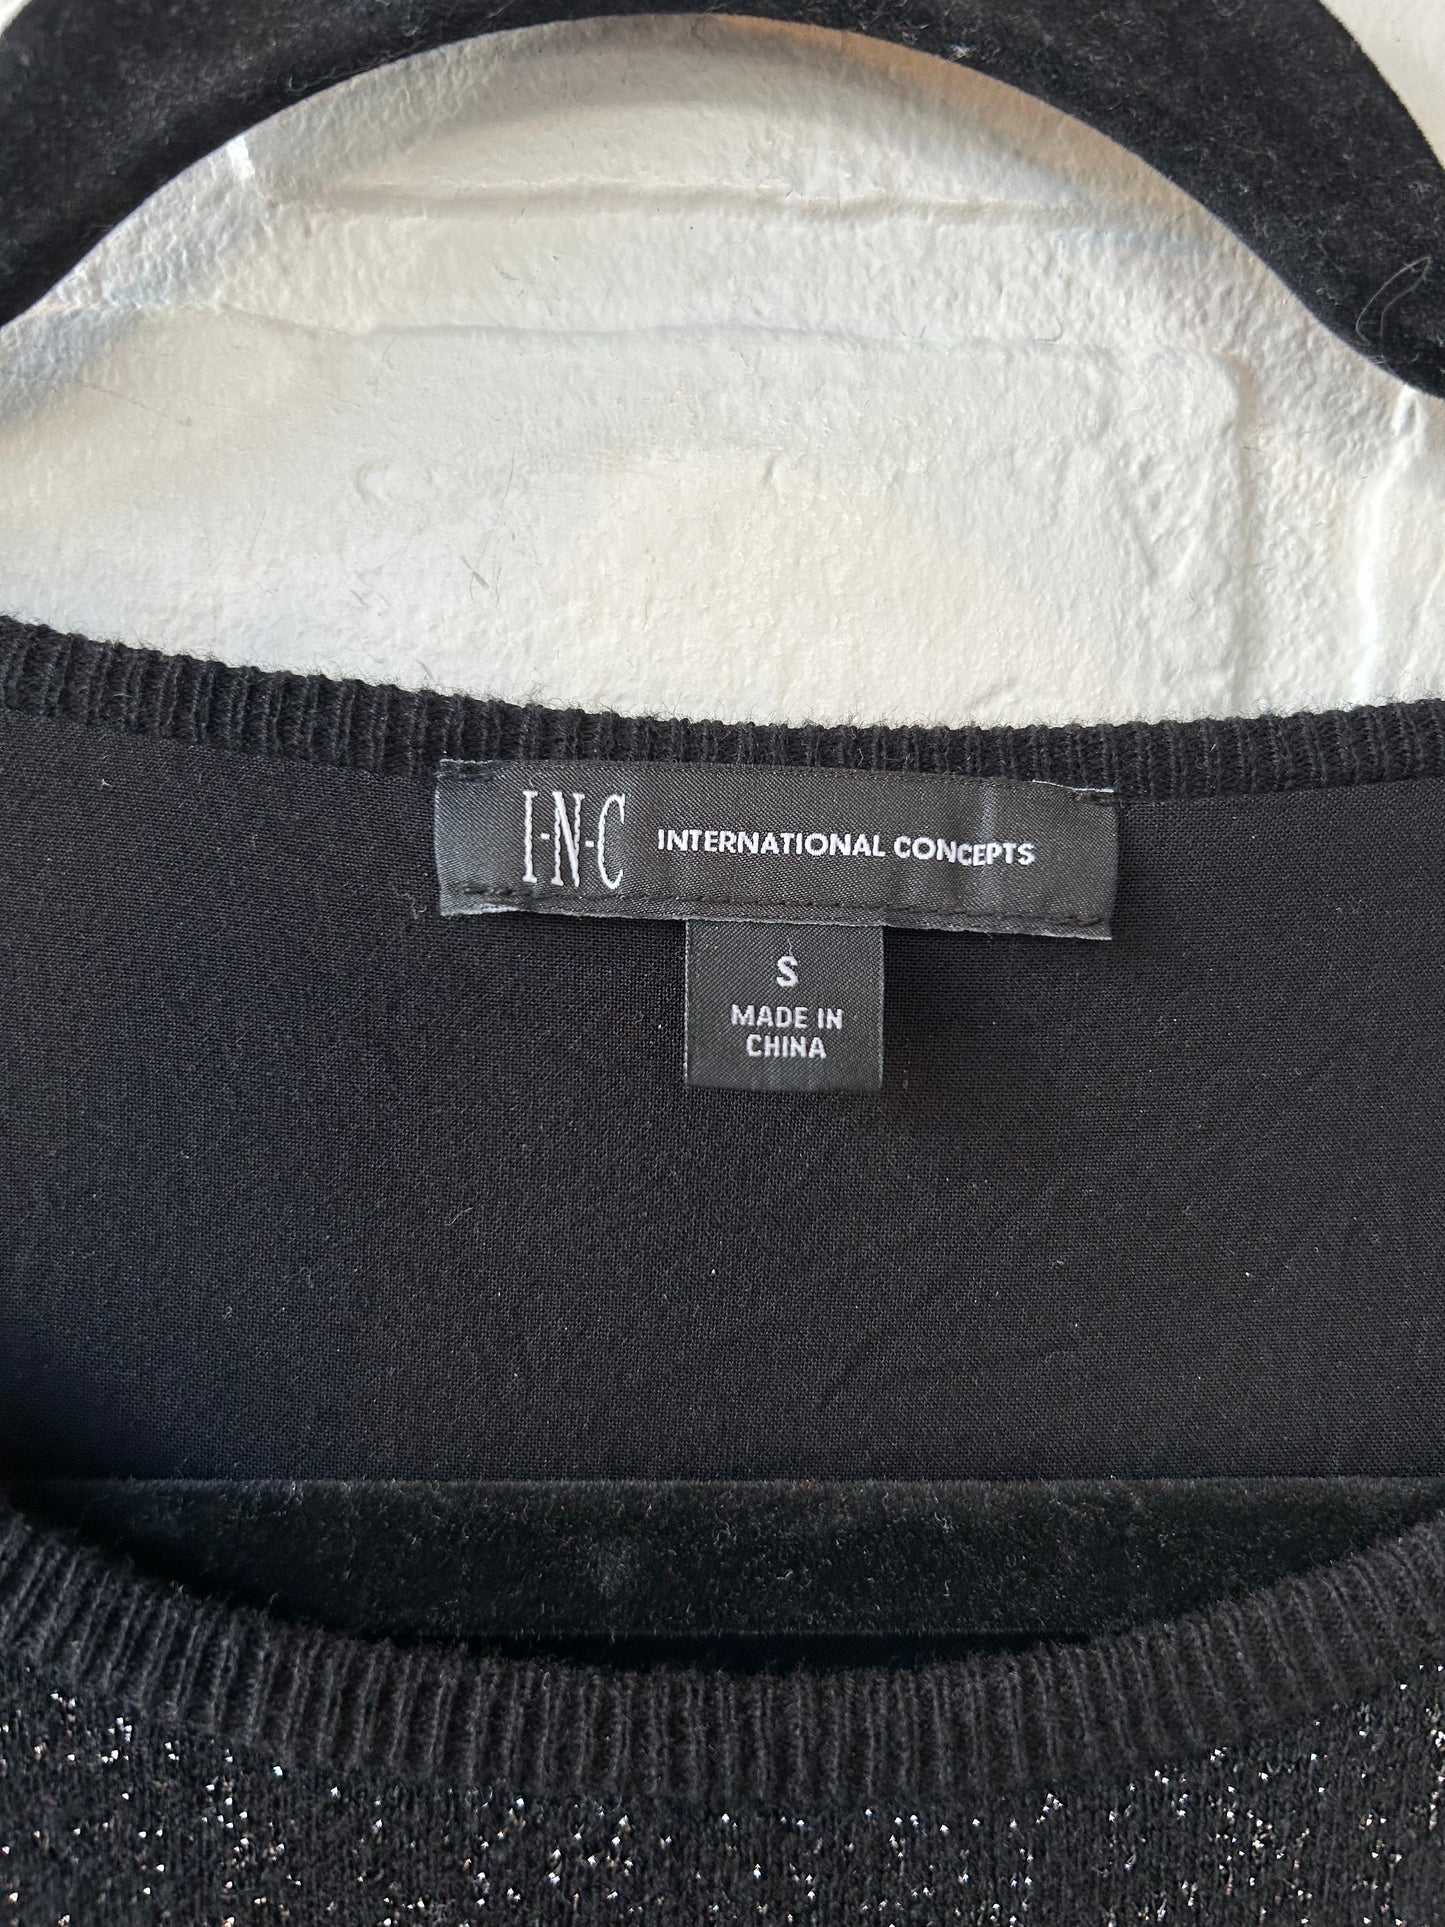 I-N-C INTERNATIONAL CONCEPTS
S
MADE IN
CHINA